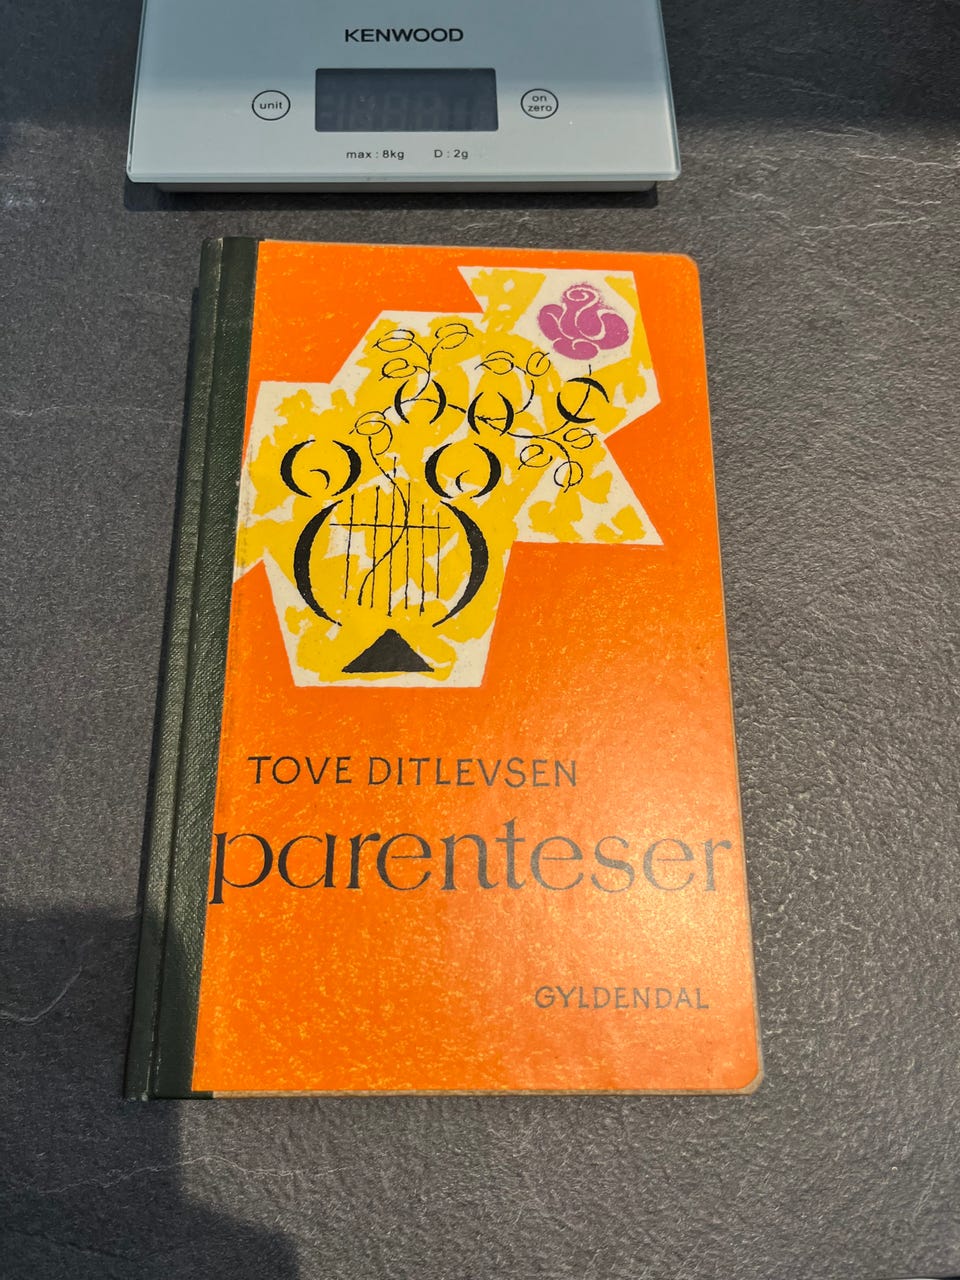 KENWOOD
unit
on
zero
max : 8kg D : 2g
TOVE DITLEVSEN
parenteser
GYLDENDAL